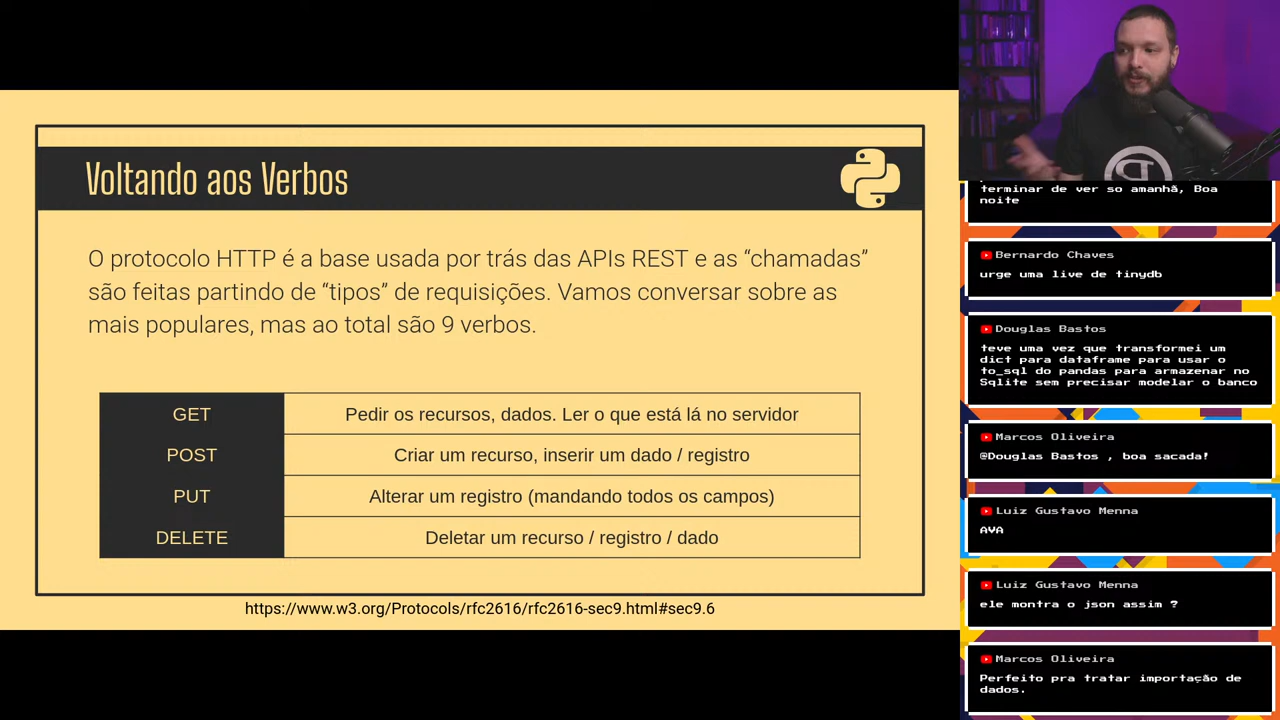 Voltando aos Verbos
O protocolo HTTP é a base usada por trás das APIs REST e as “chamadas”
são feitas partindo de “tipos” de requisições. Vamos conversar sobre as
mais populares, mas ao total são 9 verbos.
GET
Pedir os recursos, dados. Ler o que está lá no servidor
POST
Criar um recurso, inserir um dado / registro
PUT
Alterar um registro (mandando todos os campos)
DELETE
Deletar um recurso / registro / dado
https://www.w3.org/Protocols/rfc2616/rfc2616-sec9.html#sec9.6
terminar de ver so amanhã, Boa
noite
Bernardo Chaves
urge uma live de tinydb
Douglas Bastos
teve uma vez que transformei um
dict para dataframe para usar o
to_sql do pandas para armazenar no
Sqlite sem precisar modelar o banco
Marcos Oliveira
@Douglas Bastos , boa sacada!
Luiz Gustavo Menna
AVA
Luiz Gustavo Menna
ele montra o json assim ?
Marcos Oliveira
Perfeito pra tratar importação de
dados.